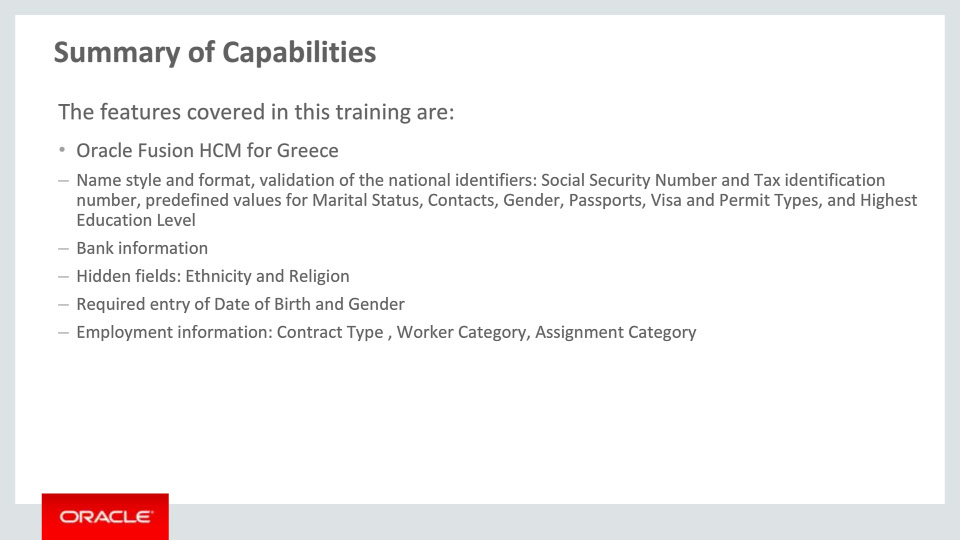 Summary of Capabilities
The features covered in this training are:
• Oracle Fusion HCM for Greece
– Name style and format, validation of the national identifiers: Social Security Number and Tax identification
number, predefined values for Marital Status, Contacts, Gender, Passports, Visa and Permit Types, and Highest
Education Level
– Bank information
– Hidden fields: Ethnicity and Religion
– Required entry of Date of Birth and Gender
– Employment information: Contract Type , Worker Category, Assignment Category
ORACLE